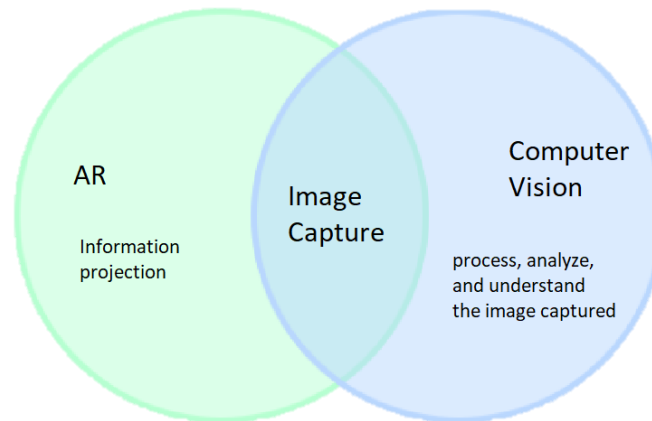 AR
Information
projection
Image
Capture
Computer
Vision
process, analyze,
and understand
the image captured